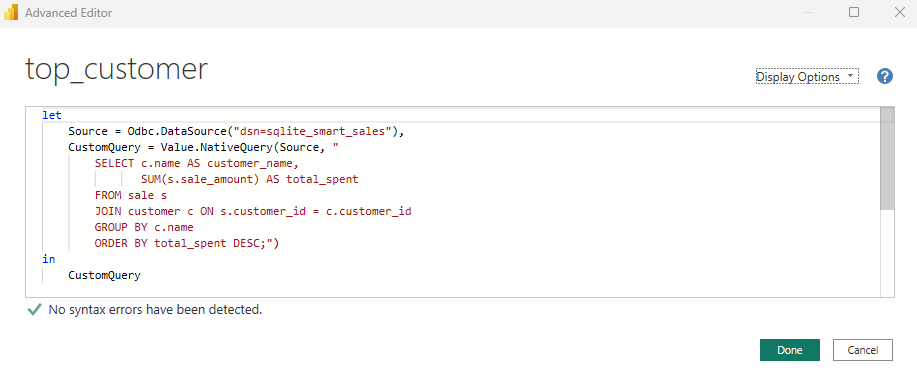 Advanced Editor
top_customer
Display Options
?
let
    Source = Odbc.DataSource("dsn=sqlite_smart_sales"),
    CustomQuery = Value.NativeQuery(Source, "
        SELECT c.name AS customer_name,
               SUM(s.sale_amount) AS total_spent
        FROM sale s
        JOIN customer c ON s.customer_id = c.customer_id
        GROUP BY c.name
        ORDER BY total_spent DESC;")
in
    CustomQuery
No syntax errors have been detected.
Done Cancel